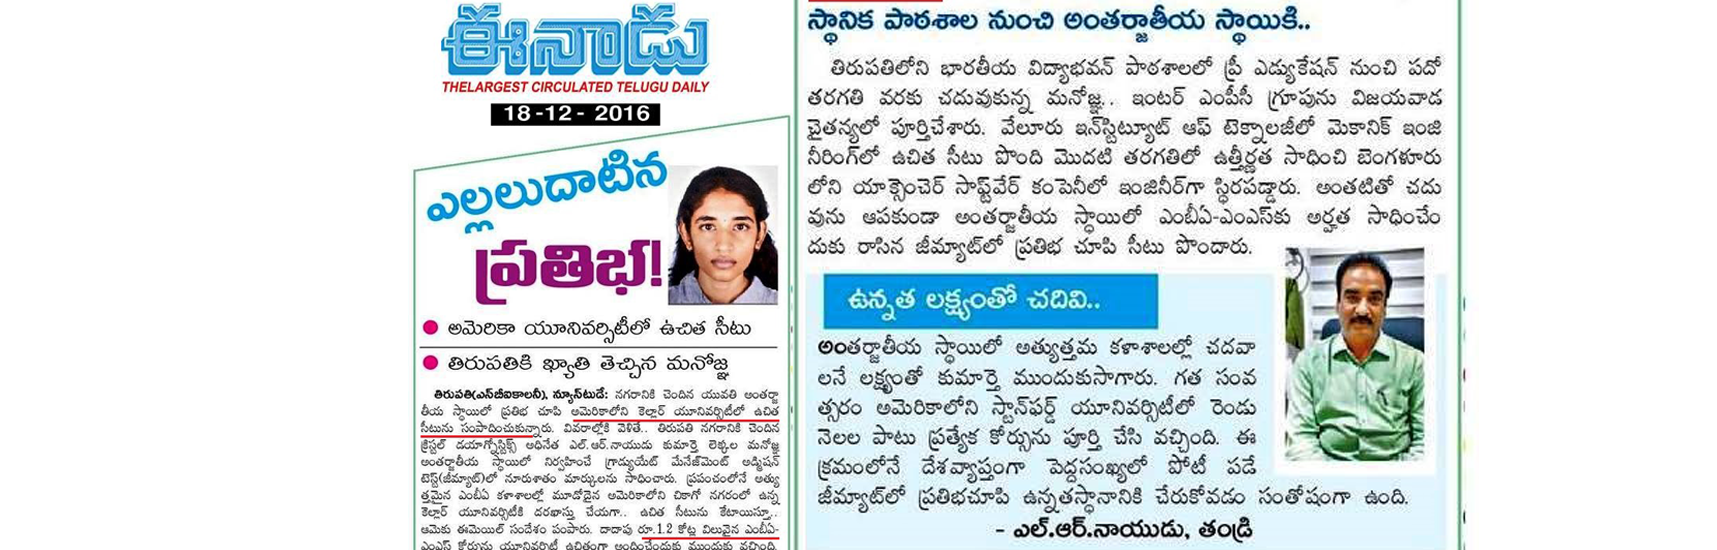 ఈనాడు
THELARGEST CIRCULATED TELUGU DAILY
18-12-2016
ఎల్లలుదాటిన
ప్రతిభ!
● అమెరికా యూనివర్సిటీలో ఉచిత సీటు
● తిరుపతికి ఖ్యాతి తెచ్చిన మనోజ్ఞ
తిరుపతి(ఎస్‌బీఐకాలనీ), న్యూస్‌టుడే: నగరానికి చెందిన యువతి అంతర్జా
తీయ స్థాయిలో ప్రతిభ చూపి అమెరికాలోని కెల్లార్ యూనివర్సిటీలో ఉచిత
సీటును సంపాదించుకున్నారు. వివరాల్లోకి వెళితే.. తిరుపతి నగరానికి చెందిన
క్రిస్టల్ డయాగ్నోస్టిక్స్ అధినేత ఎల్.ఆర్.నాయుడు కుమార్తె లెక్కల మనోజ్ఞ
అంతర్జాతీయ స్థాయిలో నిర్వహించే గ్రాడ్యుయేట్ మేనేజ్‌మెంట్ అడ్మిషన్
టెస్ట్(జీమ్యాట్)లో నూరుశాతం మార్కులను సాధించారు. ప్రపంచంలోనే అత్యు
త్తమైన ఎంబీఏ కళాశాలల్లో మూడోదైన అమెరికాలోని చికాగో నగరంలో ఉన్న
కెల్లార్ యూనివర్సిటీకి దరఖాస్తు చేయగా.. ఉచిత సీటును కేటాయిస్తూ..
ఆమెకు ఈమెయిల్ సందేశం పంపారు. దాదాపు రూ.1.2 కోట్ల విలువైన ఎంబీఏ-
ఎంఎస్ కోర్సును యూనివర్సిటీ ఉచితంగా అందించేందుకు ముందుకు వచ్చింది.
స్థానిక పాఠశాల నుంచి అంతర్జాతీయ స్థాయికి..
తిరుపతిలోని భారతీయ విద్యాభవన్ పాఠశాలలో ప్రీ ఎడ్యుకేషన్ నుంచి పదో
తరగతి వరకు చదువుకున్న మనోజ్ఞ.. ఇంటర్ ఎంపీసీ గ్రూపును విజయవాడ
చైతన్యలో పూర్తిచేశారు. వేలూరు ఇన్‌స్టిట్యూట్ ఆఫ్ టెక్నాలజీలో మెకానిక్ ఇంజి
నీరింగ్‌లో ఉచిత సీటు పొంది మొదటి తరగతిలో ఉత్తీర్ణత సాధించి బెంగళూరు
లోని యాక్సెంచెర్ సాఫ్ట్‌వేర్ కంపెనీలో ఇంజినీర్‌గా స్థిరపడ్డారు. అంతటితో చదు
వును ఆపకుండా అంతర్జాతీయ స్థాయిలో ఎంబీఏ-ఎంఎస్‌కు అర్హత సాధించేం
దుకు రాసిన జీమ్యాట్‌లో ప్రతిభ చూపి సీటు పొందారు.
ఉన్నత లక్ష్యంతో చదివి..
అంతర్జాతీయ స్థాయిలో అత్యుత్తమ కళాశాలల్లో చదవా
లనే లక్ష్యంతో కుమార్తె ముందుకుసాగారు. గత సంవ
త్సరం అమెరికాలోని స్టాన్‌ఫర్డ్ యూనివర్సిటీలో రెండు
నెలల పాటు ప్రత్యేక కోర్సును పూర్తి చేసి వచ్చింది. ఈ
క్రమంలోనే దేశవ్యాప్తంగా పెద్దసంఖ్యలో పోటీ పడే
జీమ్యాట్‌లో ప్రతిభచూపి ఉన్నతస్థానానికి చేరుకోవడం సంతోషంగా ఉంది.
- ఎల్.ఆర్.నాయుడు, తండ్రి